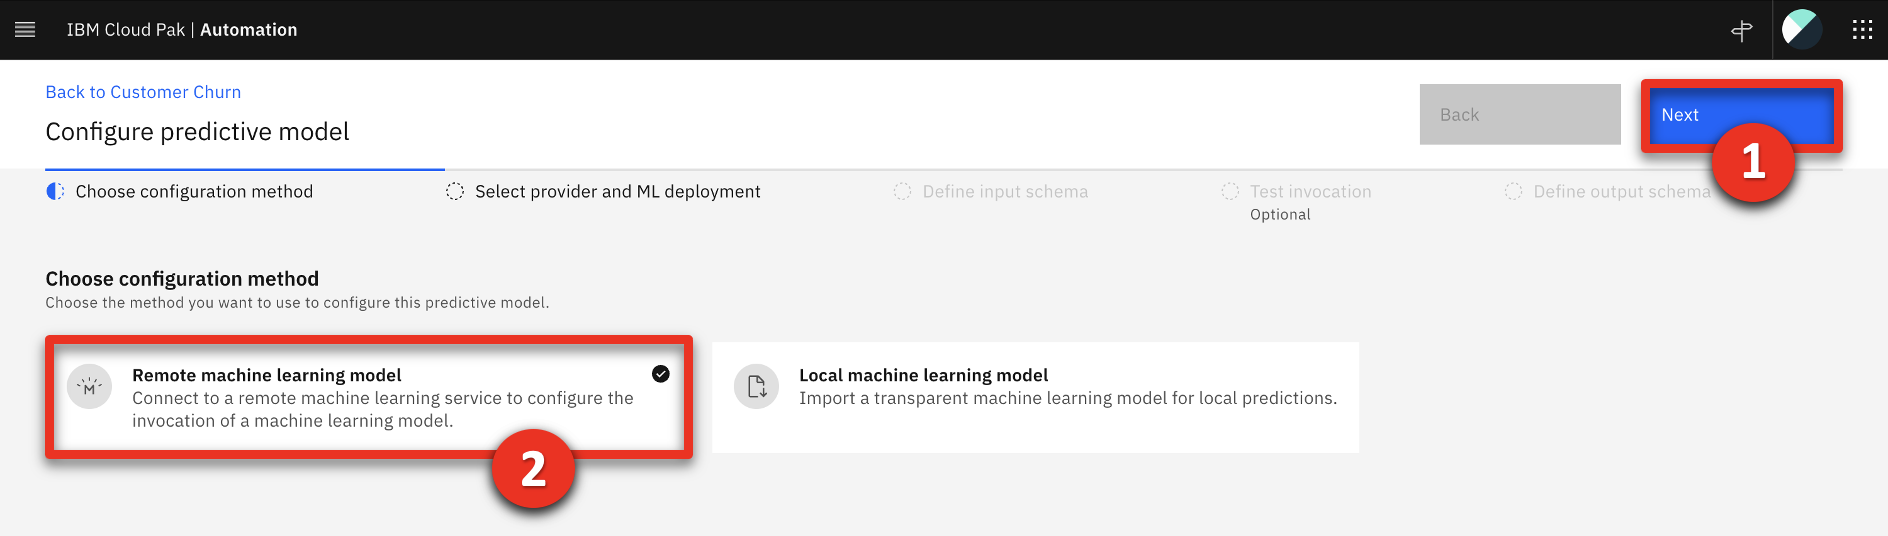 IBM Cloud Pak | Automation
Back to Customer Churn
Configure predictive model
Back
Next
1
Choose configuration method
Select provider and ML deployment
Define input schema
Test invocation
Optional
Define output schema
Choose configuration method
Choose the method you want to use to configure this predictive model.
M
Remote machine learning model
Connect to a remote machine learning service to configure the
invocation of a machine learning model.
2
Local machine learning model
Import a transparent machine learning model for local predictions.